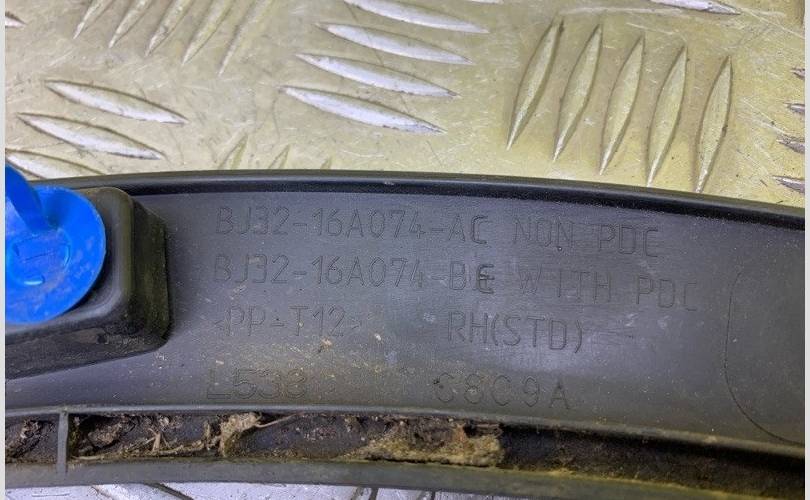 BJ32-16A074-AC NON PDC
BJ32-16A074-BE WITH PDC
>PP-T12< RH(STD)
L538 C8C9A